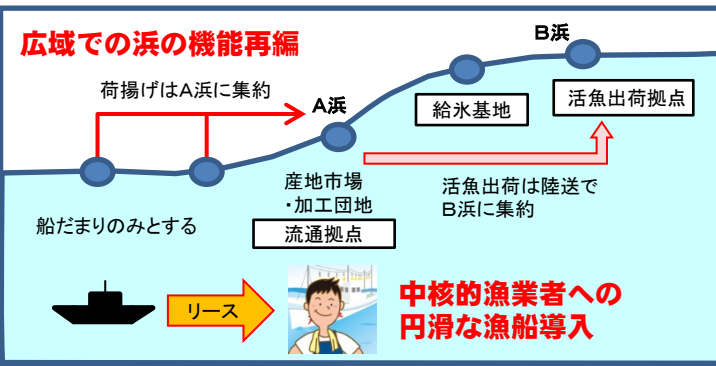 広域での浜の機能再編
荷揚げはA浜に集約
A浜
B浜
給氷基地
活魚出荷拠点
産地市場
・加工団地
流通拠点
活魚出荷は陸送で
B浜に集約
船だまりのみとする
リース
中核的漁業者への
円滑な漁船導入